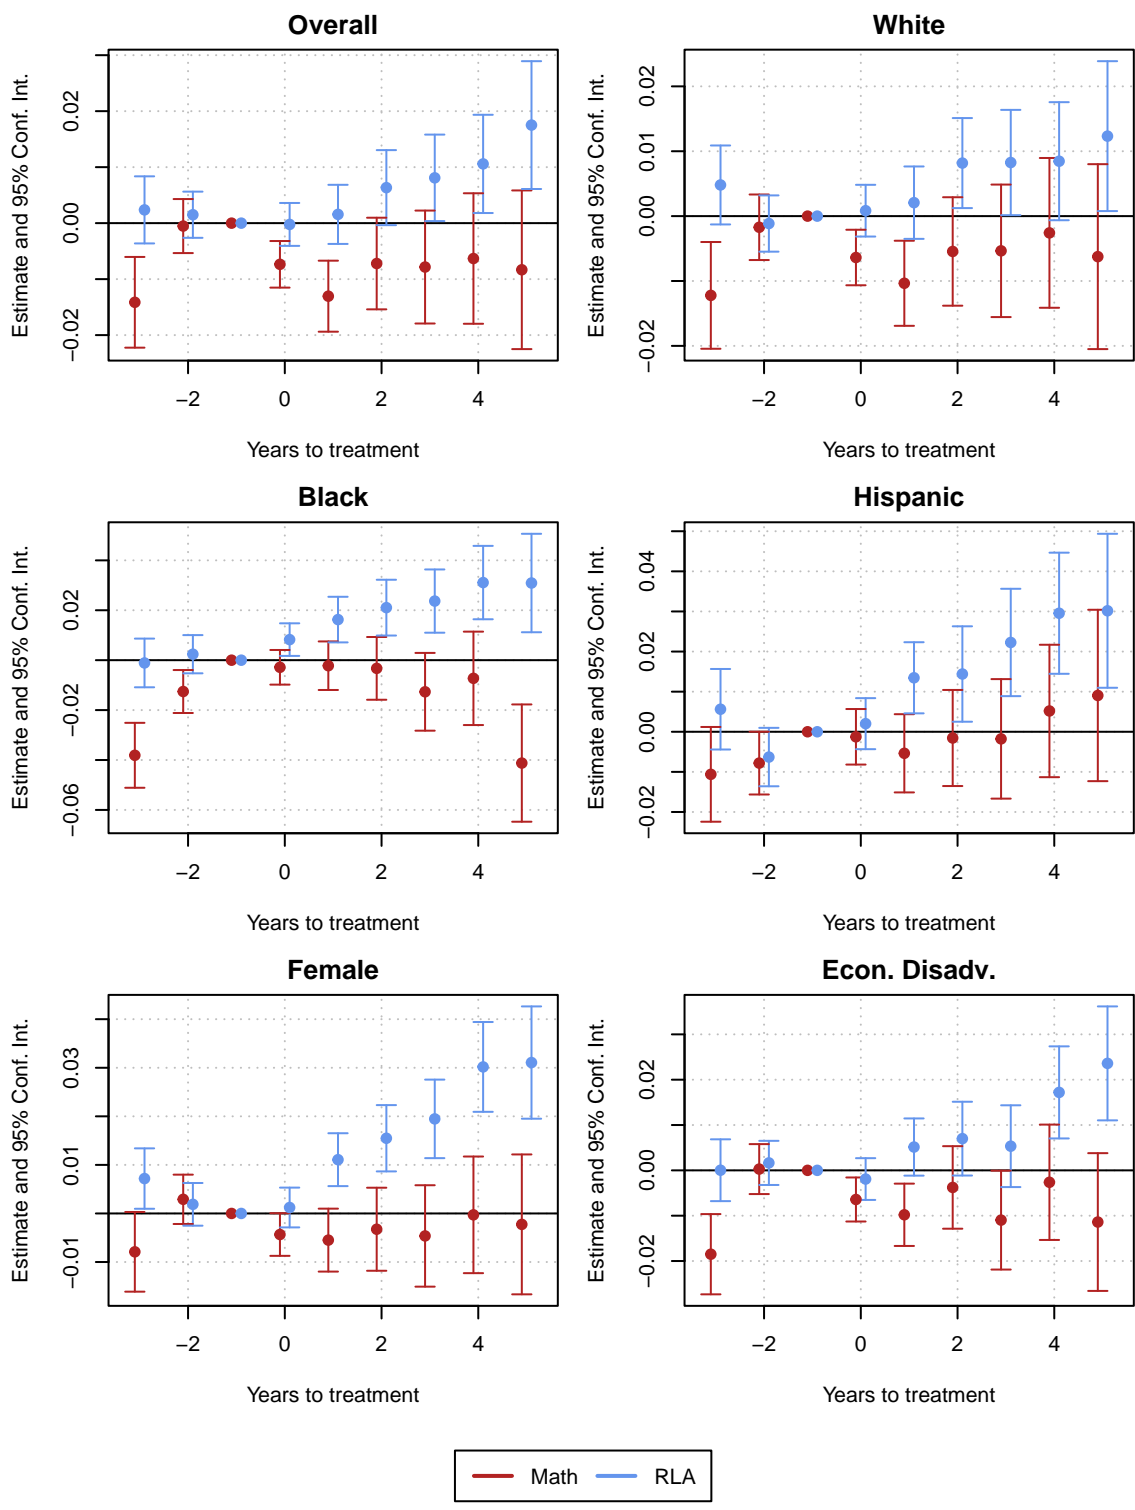 Overall
Estimate and 95% Conf. Int.
0.02
0.00
−0.02
−2 0 2 4
Years to treatment
White
Estimate and 95% Conf. Int.
0.02
0.01
0.00
−0.02
−2 0 2 4
Years to treatment
Black
Estimate and 95% Conf. Int.
0.02
−0.02
−0.06
−2 0 2 4
Years to treatment
Hispanic
Estimate and 95% Conf. Int.
0.04
0.02
0.00
−0.02
−2 0 2 4
Years to treatment
Female
Estimate and 95% Conf. Int.
0.03
0.01
−0.01
−2 0 2 4
Years to treatment
Econ. Disadv.
Estimate and 95% Conf. Int.
0.02
0.00
−0.02
−2 0 2 4
Years to treatment
Math RLA